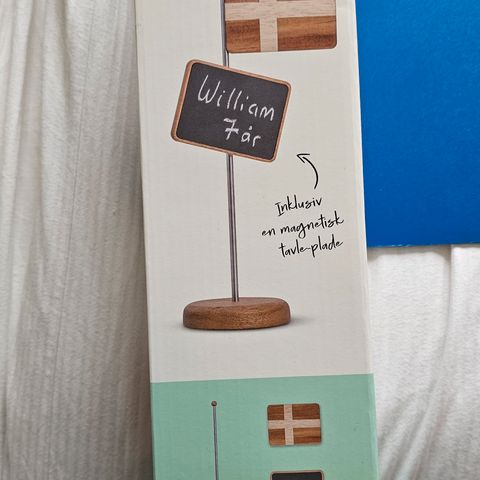 William
7 år
Inklusiv
en magnetisk
tavle-plade